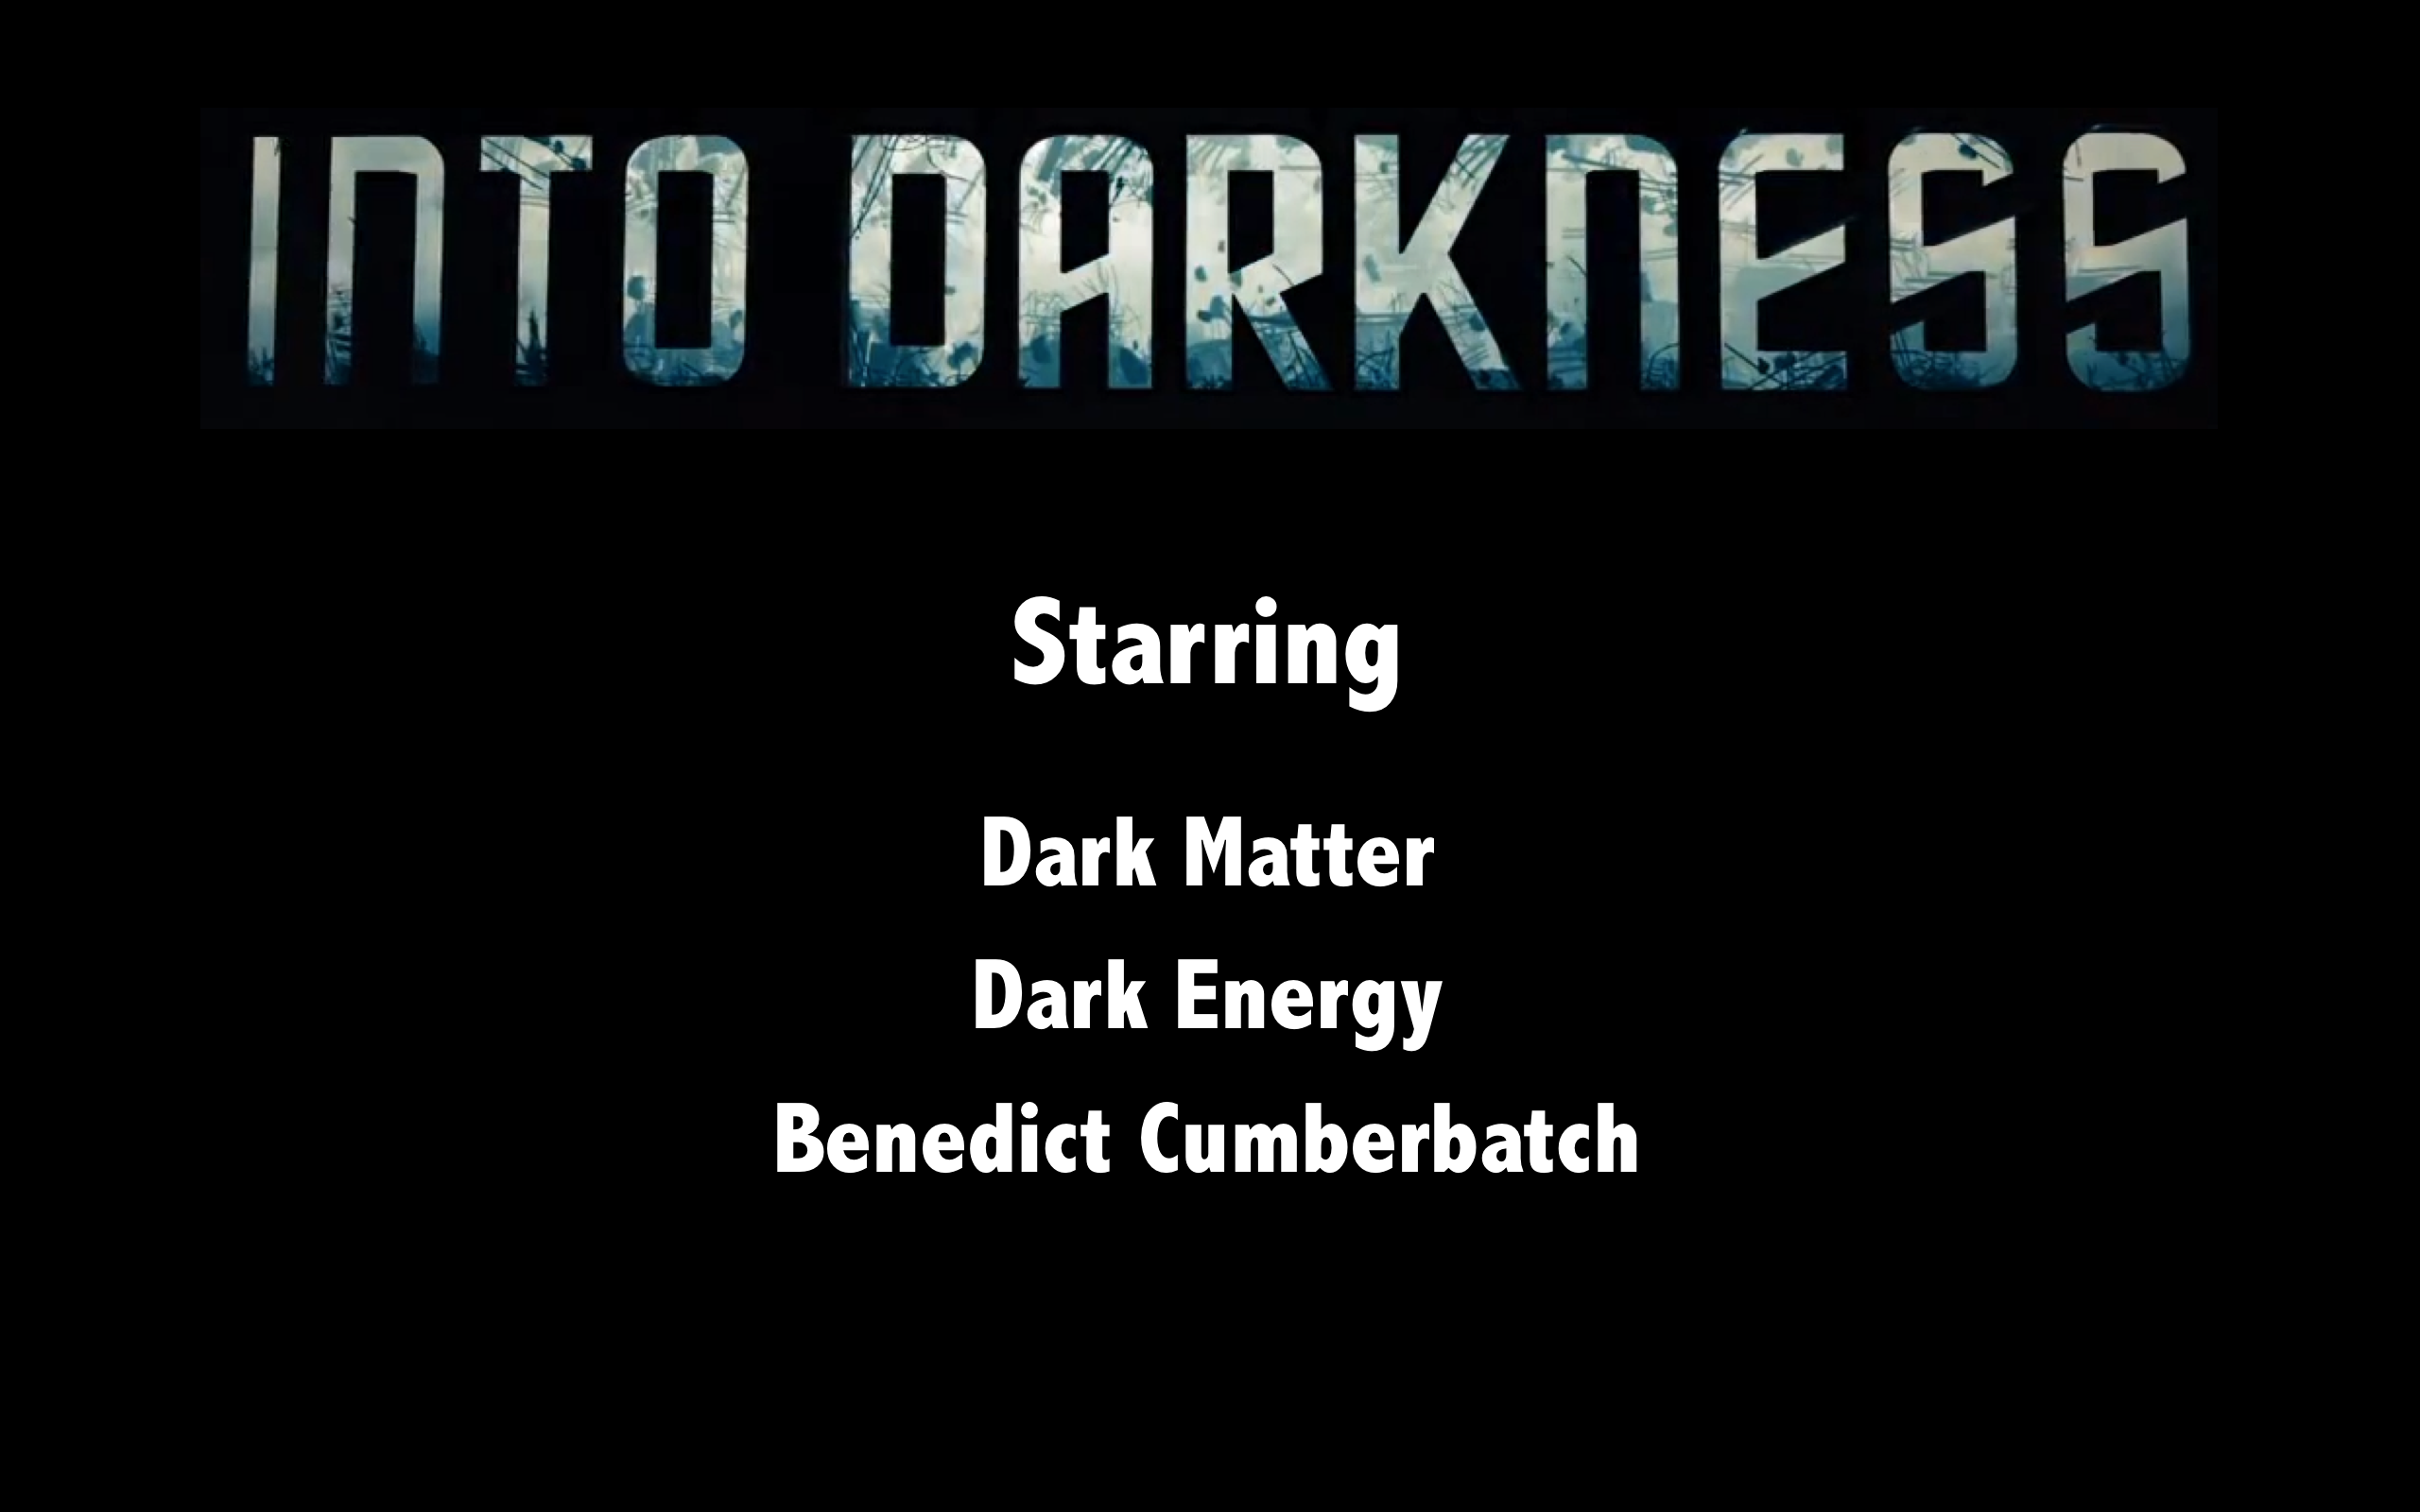 INTO DARKNESS
Starring
Dark Matter
Dark Energy
Benedict Cumberbatch